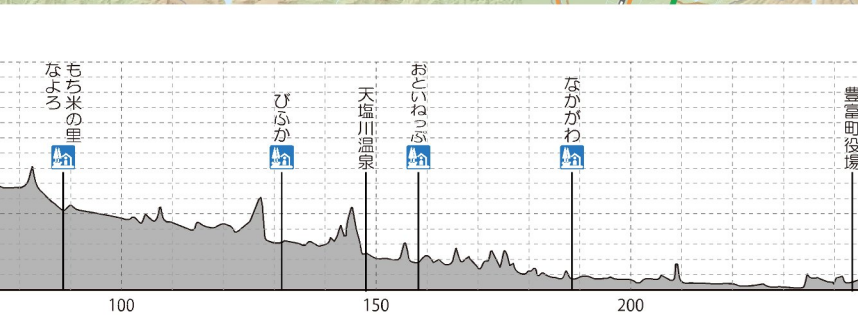 もち米の里
なよろ
びふか
天塩川温泉
おといねっぷ
なかがわ
豊富町役場
100
150
200